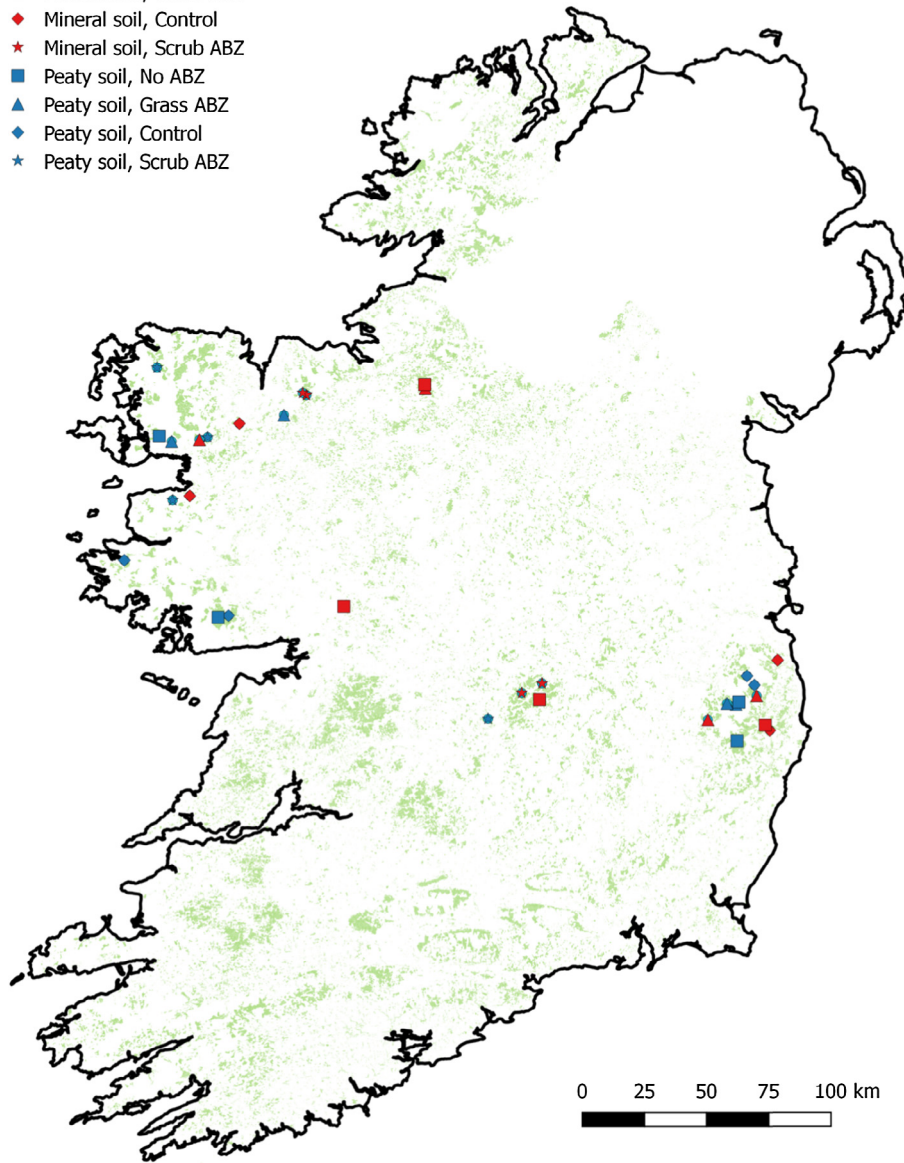 Mineral soil, Control
Mineral soil, Scrub ABZ
Peaty soil, No ABZ
Peaty soil, Grass ABZ
Peaty soil, Control
Peaty soil, Scrub ABZ
0 25 50 75 100 km